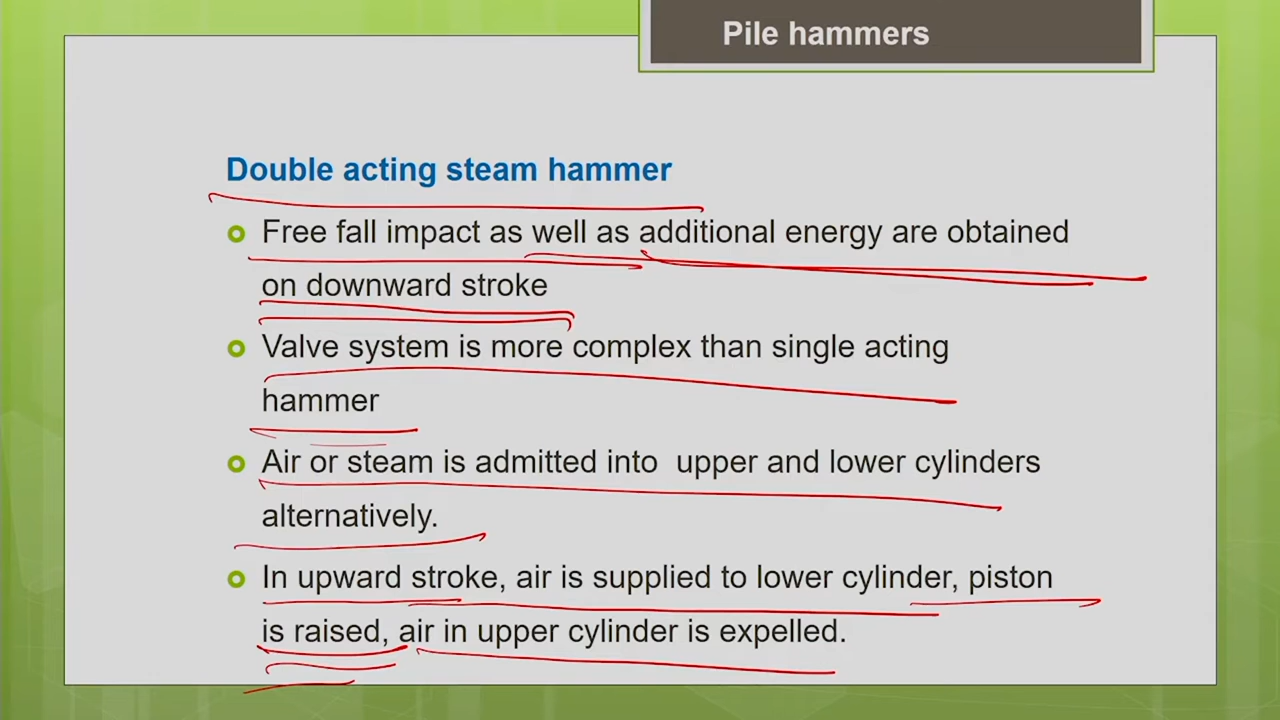 Pile hammers
Double acting steam hammer
Free fall impact as well as additional energy are obtained
on downward stroke
Valve system is more complex than single acting
hammer
Air or steam is admitted into upper and lower cylinders
alternatively.
In upward stroke, air is supplied to lower cylinder, piston
is raised, air in upper cylinder is expelled.